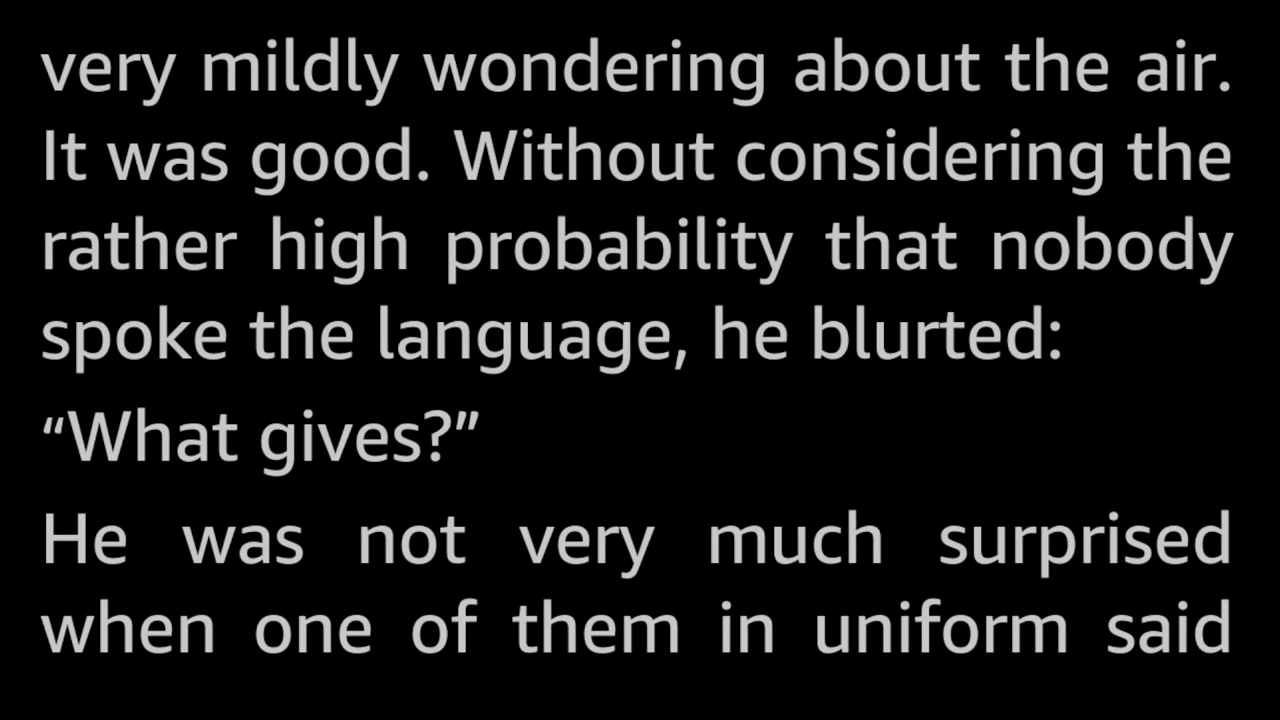 very mildly wondering about the air.
It was good. Without considering the
rather high probability that nobody
spoke the language, he blurted:
“What gives?”
He was not very much surprised
when one of them in uniform said